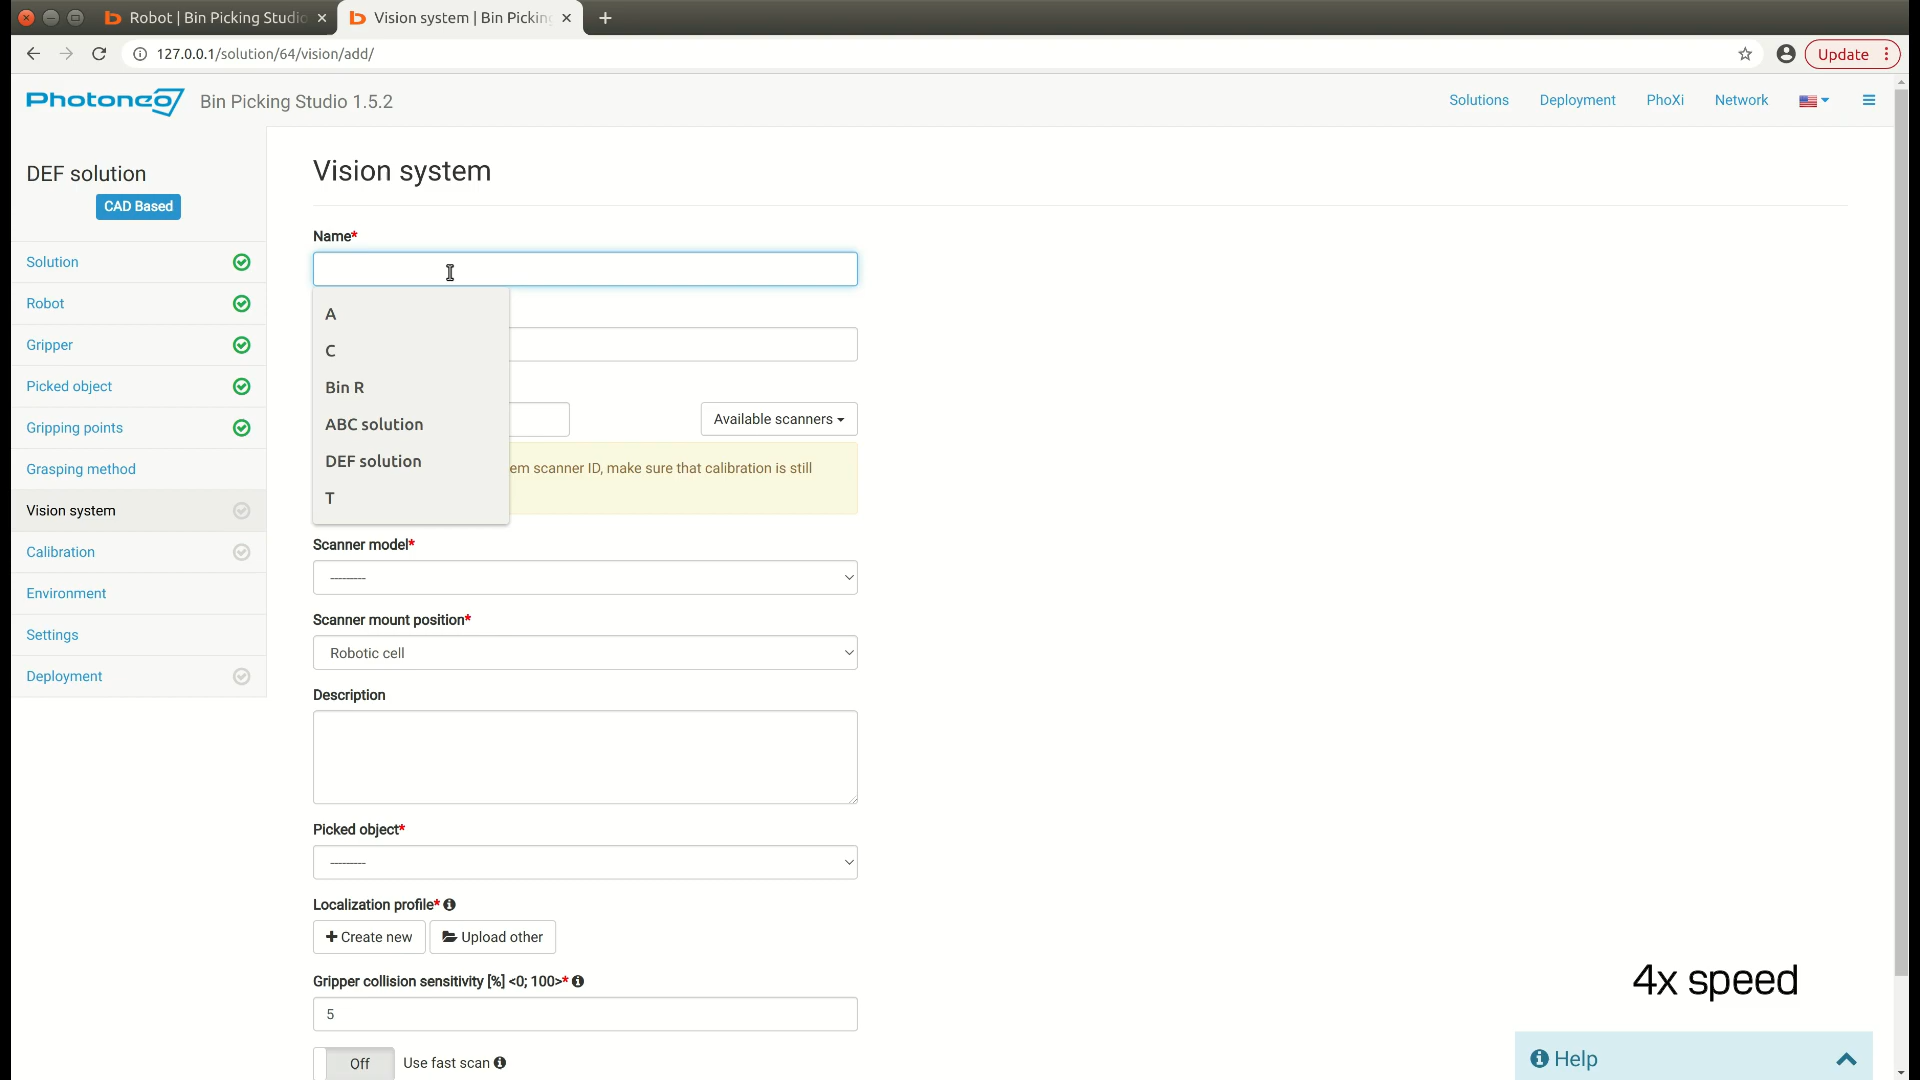 Robot | Bin Picking Studio
Vision system | Bin Picking
127.0.0.1/solution/64/vision/add/
Update
Photoneo Bin Picking Studio 1.5.2
Solutions Deployment PhoXi Network
DEF solution
CAD Based
Solution
Robot
Gripper
Picked object
Gripping points
Grasping method
Vision system
Calibration
Environment
Settings
Deployment
Vision system
Name*
A
C
Bin R
ABC solution
DEF solution
T
Available scanners
em scanner ID, make sure that calibration is still
Scanner model*
---------
Scanner mount position*
Robotic cell
Description
Picked object*
---------
Localization profile*
Create new Upload other
Gripper collision sensitivity [%] <0; 100>*
5
Off Use fast scan
4x speed
Help